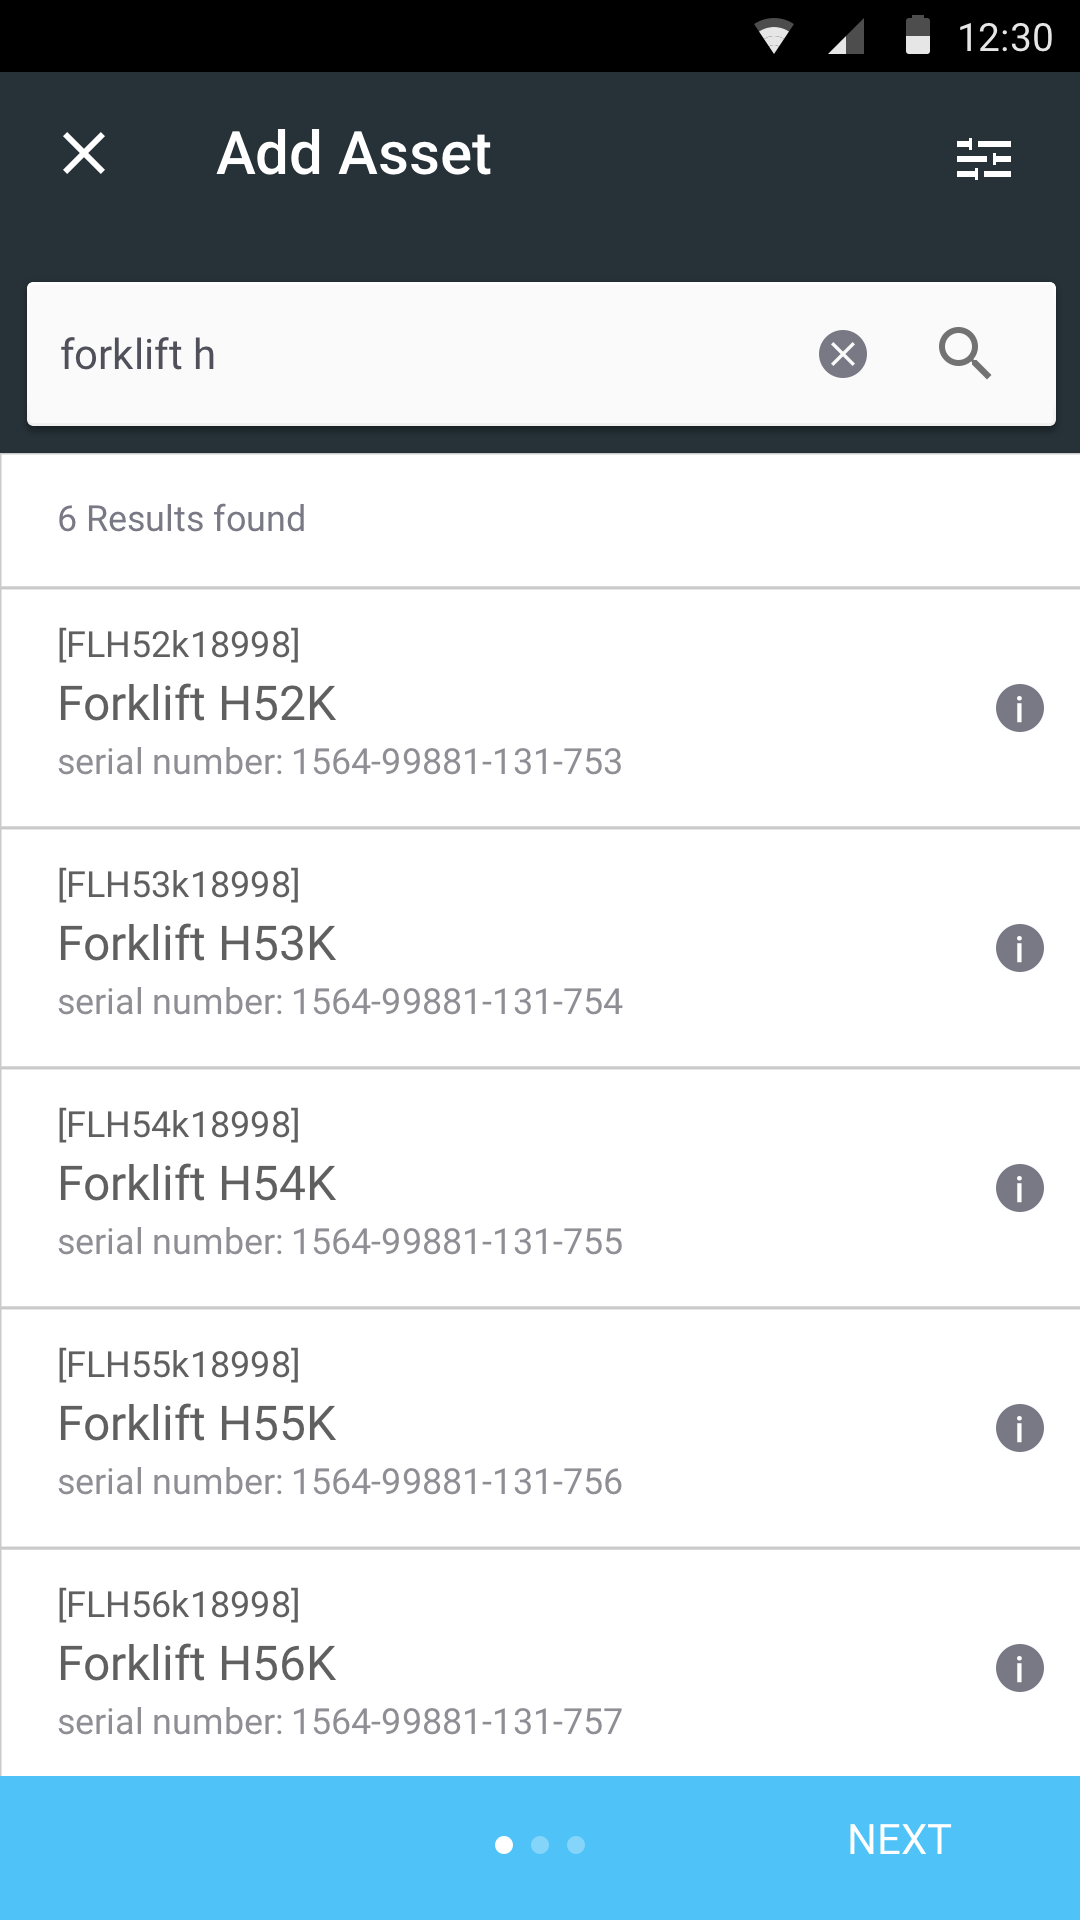 12:30
Add Asset
forklift h
6 Results found
[FLH52k18998]
Forklift H52K
serial number: 1564-99881-131-753
[FLH53k18998]
Forklift H53K
serial number: 1564-99881-131-754
[FLH54k18998]
Forklift H54K
serial number: 1564-99881-131-755
[FLH55k18998]
Forklift H55K
serial number: 1564-99881-131-756
[FLH56k18998]
Forklift H56K
serial number: 1564-99881-131-757
NEXT